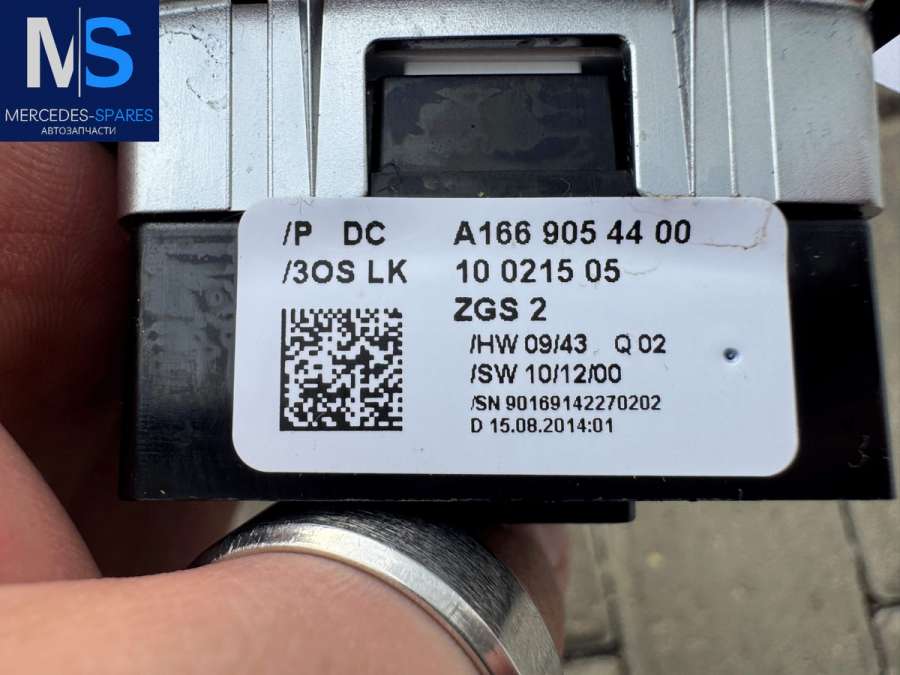 MS
MERCEDES-SPARES
АВТОЗАПЧАСТИ
/P DC A166 905 44 00
/3OS LK 10 0215 05
ZGS 2
/HW 09/43 Q 02
/SW 10/12/00
/SN 90169142270202
D 15.08.2014:01